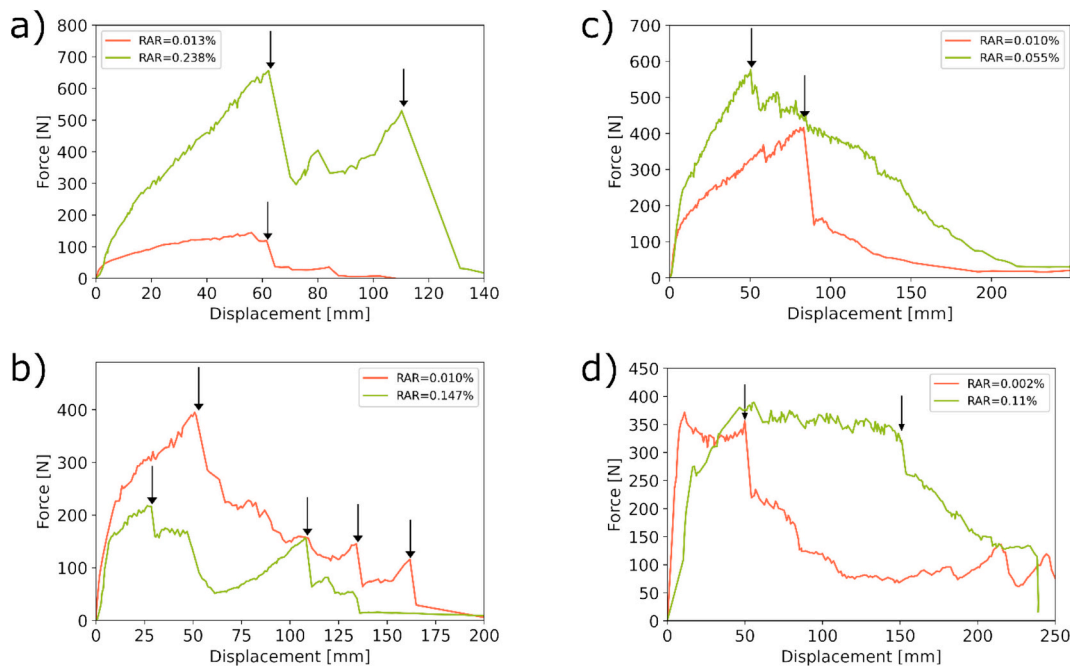 a)
800
700
600
500
400
300
200
100
0
Force [N]
RAR=0.013%
RAR=0.238%
0 20 40 60 80 100 120 140
Displacement [mm]
c)
700
600
500
400
300
200
100
0
Force [N]
RAR=0.010%
RAR=0.055%
0 50 100 150 200
Displacement [mm]
b)
400
300
200
100
0
Force [N]
RAR=0.010%
RAR=0.147%
0 25 50 75 100 125 150 175 200
Displacement [mm]
d)
450
400
350
300
250
200
150
100
50
0
Force [N]
RAR=0.002%
RAR=0.11%
0 50 100 150 200 250
Displacement [mm]